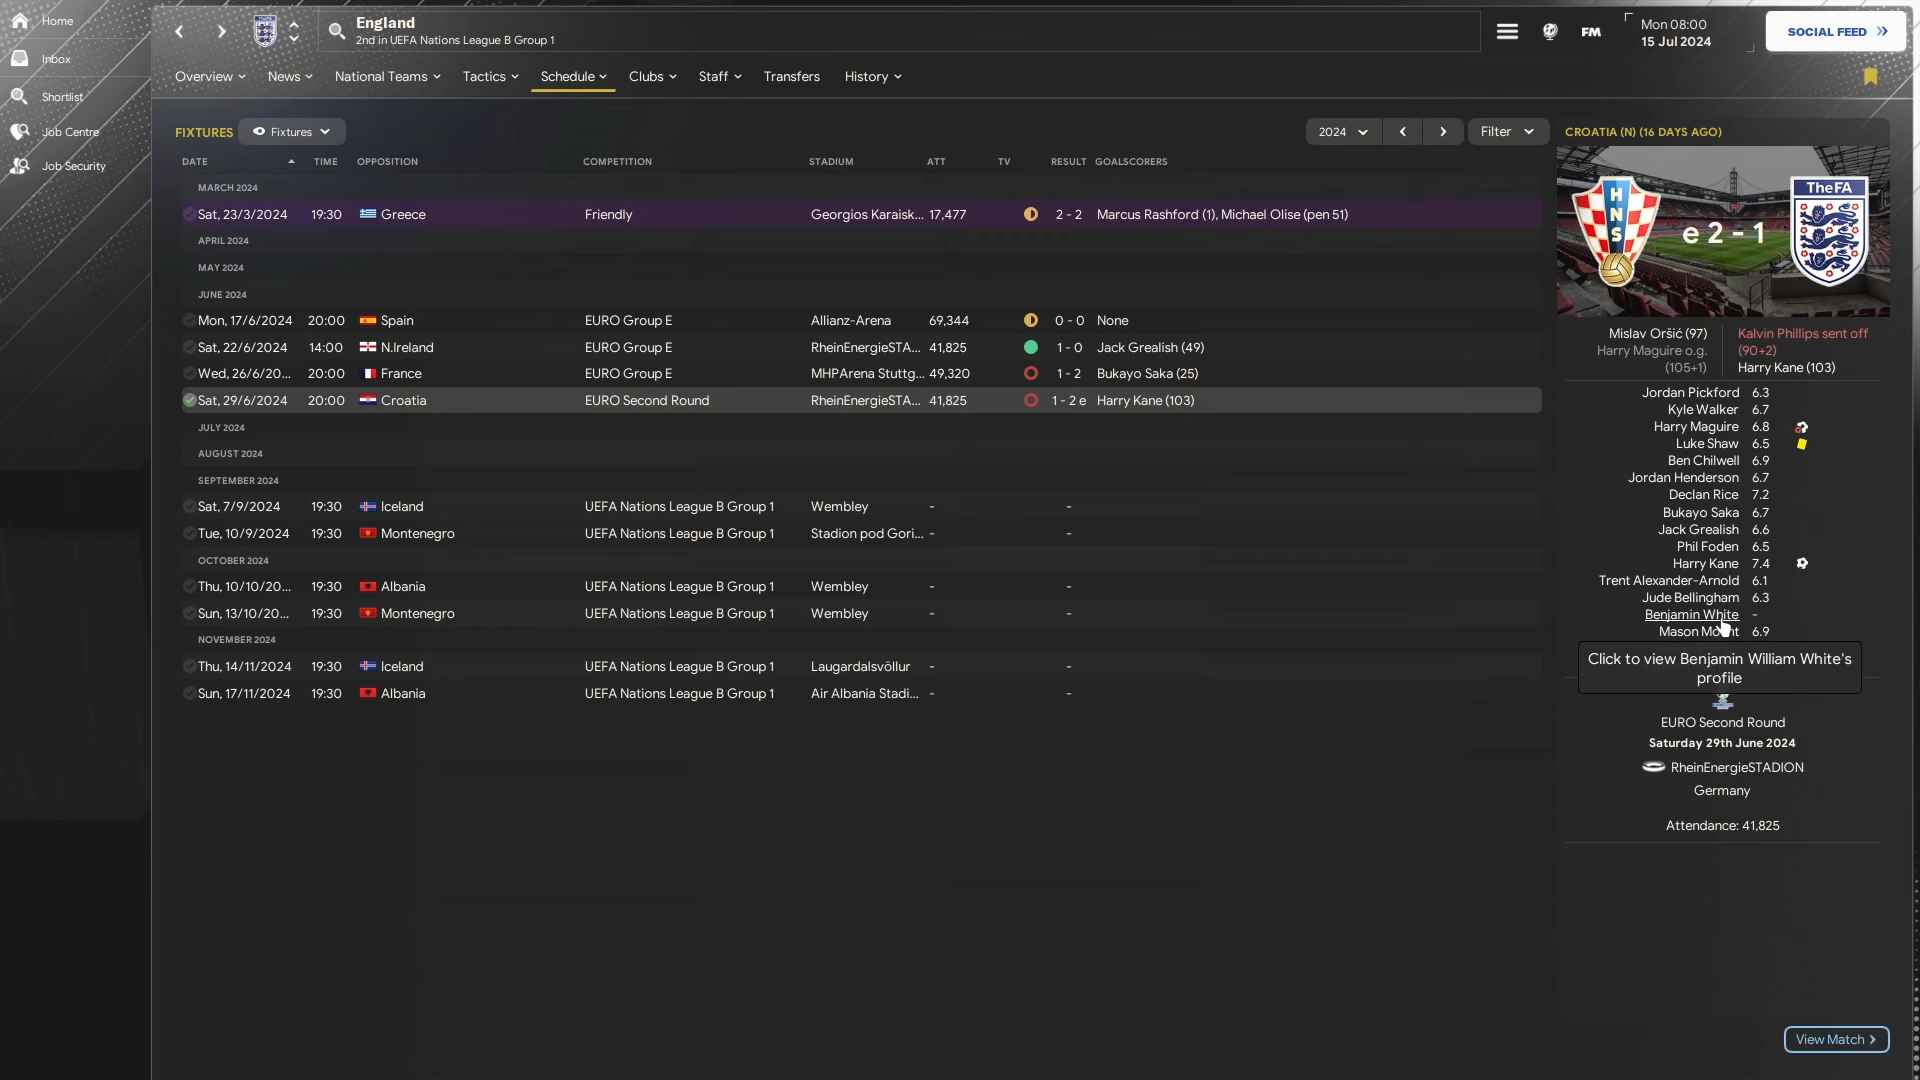 Home
Inbox
Shortlist
Job Centre
Job Security
England
2nd in UEFA Nations League B Group 1
FM
Mon 08:00
15 Jul 2024
SOCIAL FEED
Overview News National Teams Tactics Schedule Clubs Staff Transfers History
FIXTURES Fixtures 2024 Filter
DATE TIME OPPOSITION COMPETITION STADIUM ATT TV RESULT GOALSCORERS
MARCH 2024
Sat, 23/3/2024 19:30 Greece Friendly Georgios Karaisk... 17,477 2 - 2 Marcus Rashford (1), Michael Olise (pen 51)
APRIL 2024
MAY 2024
JUNE 2024
Mon, 17/6/2024 20:00 Spain EURO Group E Allianz-Arena 69,344 0 - 0 None
Sat, 22/6/2024 14:00 N.Ireland EURO Group E RheinEnergieSTA... 41,825 1 - 0 Jack Grealish (49)
Wed, 26/6/20... 20:00 France EURO Group E MHPArena Stuttg... 49,320 1 - 2 Bukayo Saka (25)
Sat, 29/6/2024 20:00 Croatia EURO Second Round RheinEnergieSTA... 41,825 1 - 2 e Harry Kane (103)
JULY 2024
AUGUST 2024
SEPTEMBER 2024
Sat, 7/9/2024 19:30 Iceland UEFA Nations League B Group 1 Wembley - -
Tue, 10/9/2024 19:30 Montenegro UEFA Nations League B Group 1 Stadion pod Gori... - -
OCTOBER 2024
Thu, 10/10/20... 19:30 Albania UEFA Nations League B Group 1 Wembley - -
Sun, 13/10/20... 19:30 Montenegro UEFA Nations League B Group 1 Wembley - -
NOVEMBER 2024
Thu, 14/11/2024 19:30 Iceland UEFA Nations League B Group 1 Laugardalsvöllur - -
Sun, 17/11/2024 19:30 Albania UEFA Nations League B Group 1 Air Albania Stadi... - -
CROATIA (N) (16 DAYS AGO)
HNS
The FA
e 2 - 1
Mislav Oršić (97)
Harry Maguire o.g.
(105+1)
Kalvin Phillips sent off
(90+2)
Harry Kane (103)
Jordan Pickford 6.3
Kyle Walker 6.7
Harry Maguire 6.8
Luke Shaw 6.5
Ben Chilwell 6.9
Jordan Henderson 6.7
Declan Rice 7.2
Bukayo Saka 6.7
Jack Grealish 6.6
Phil Foden 6.5
Harry Kane 7.4
Trent Alexander-Arnold 6.1
Jude Bellingham 6.3
Benjamin White -
Mason Mount 6.9
Click to view Benjamin William White's
profile
EURO Second Round
Saturday 29th June 2024
RheinEnergieSTADION
Germany
Attendance: 41,825
View Match